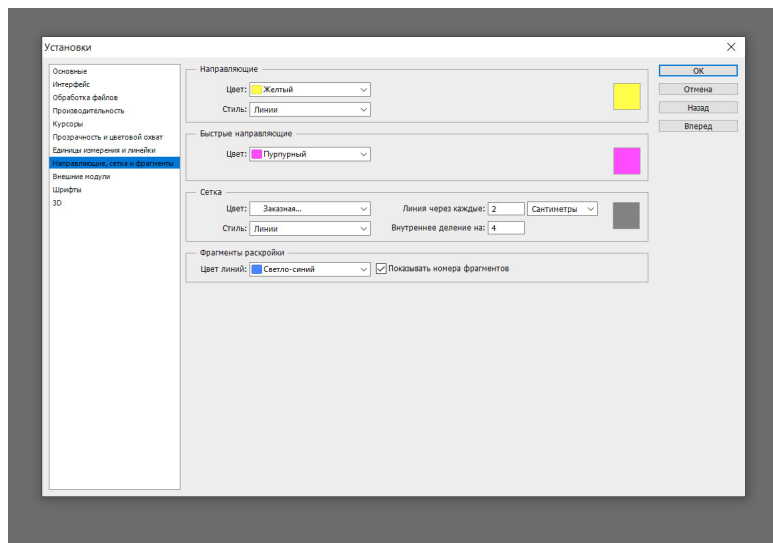 Установки
Основные
Интерфейс
Обработка файлов
Производительность
Курсоры
Прозрачность и цветовой охват
Единицы измерения и линейки
Направляющие, сетка и фрагменты
Внешние модули
Шрифты
3D
Направляющие
Цвет: Желтый
Стиль: Линии
Быстрые направляющие
Цвет: Пурпурный
Сетка
Цвет: Заказная... Линия через каждые: 2 Сантиметры
Стиль: Линии Внутреннее деление на: 4
Фрагменты раскройки
Цвет линий: Светло-синий Показывать номера фрагментов
OK
Отмена
Назад
Вперед